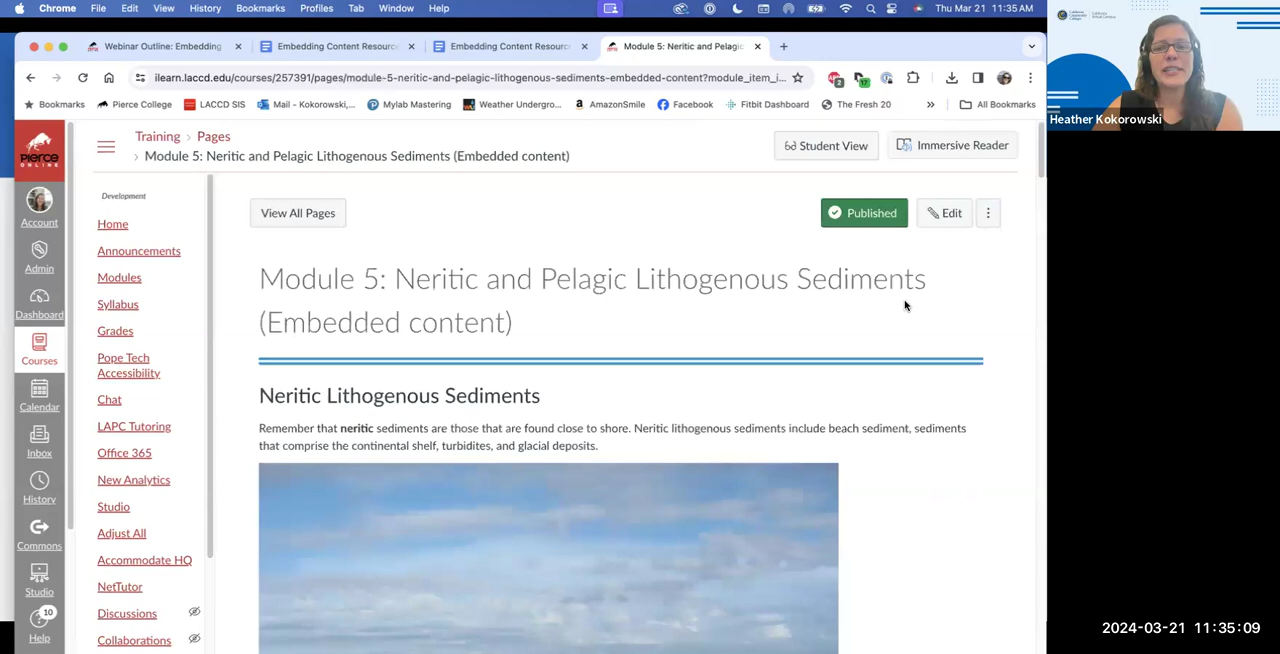 Chrome File Edit View History Bookmarks Profiles Tab Window Help Thu Mar 21 11:35 AM
Webinar Outline: Embedding
Embedding Content Resource
Embedding Content Resource
Module 5: Neritic and Pelagic
ilearn.laccd.edu/courses/257391/pages/module-5-neritic-and-pelagic-lithogenous-sediments-embedded-content?module_item_i...
2
17
Bookmarks Pierce College LACCD SIS Mail - Kokorowski,... Mylab Mastering Weather Undergro... AmazonSmile Facebook Fitbit Dashboard The Fresh 20 » All Bookmarks
PIERCE
ONLINE
Account
Admin
Dashboard
Courses
Calendar
Inbox
History
Commons
Studio
10
Help
Training › Pages
› Module 5: Neritic and Pelagic Lithogenous Sediments (Embedded content)
Student View
Immersive Reader
Development
Home
Announcements
Modules
Syllabus
Grades
Pope Tech
Accessibility
Chat
LAPC Tutoring
Office 365
New Analytics
Studio
Adjust All
Accommodate HQ
NetTutor
Discussions
Collaborations
View All Pages
Published
Edit
Module 5: Neritic and Pelagic Lithogenous Sediments
(Embedded content)
Neritic Lithogenous Sediments
Remember that neritic sediments are those that are found close to shore. Neritic lithogenous sediments include beach sediment, sediments
that comprise the continental shelf, turbidites, and glacial deposits.
Heather Kokorowski
2024-03-21 11:35:09